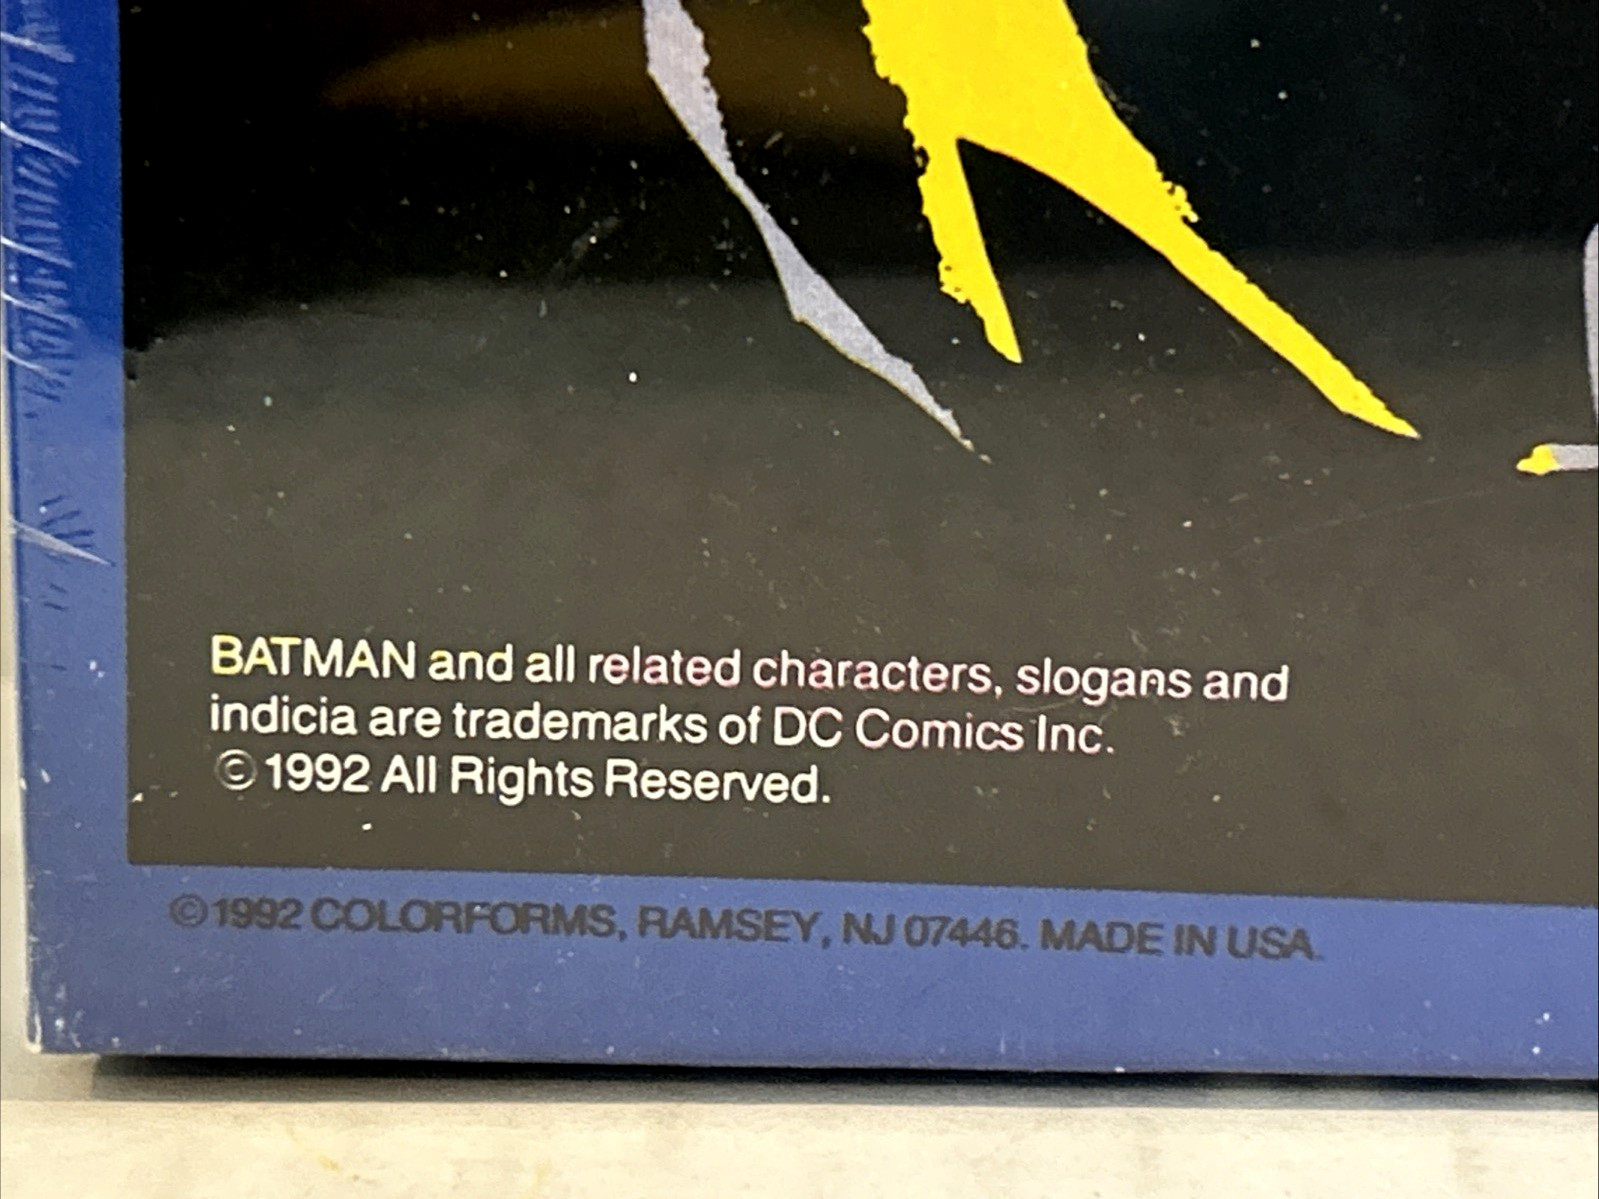 BATMAN and all related characters, slogans and
indicia are trademarks of DC Comics Inc.
© 1992 All Rights Reserved.
© 1992 COLORFORMS, RAMSEY, NJ 07446. MADE IN USA.